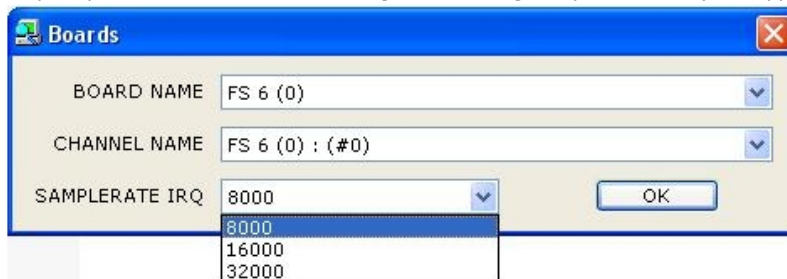 Boards
BOARD NAME FS 6 (0)
CHANNEL NAME FS 6 (0) : (#0)
SAMPLERATE IRQ 8000 OK
8000
16000
32000